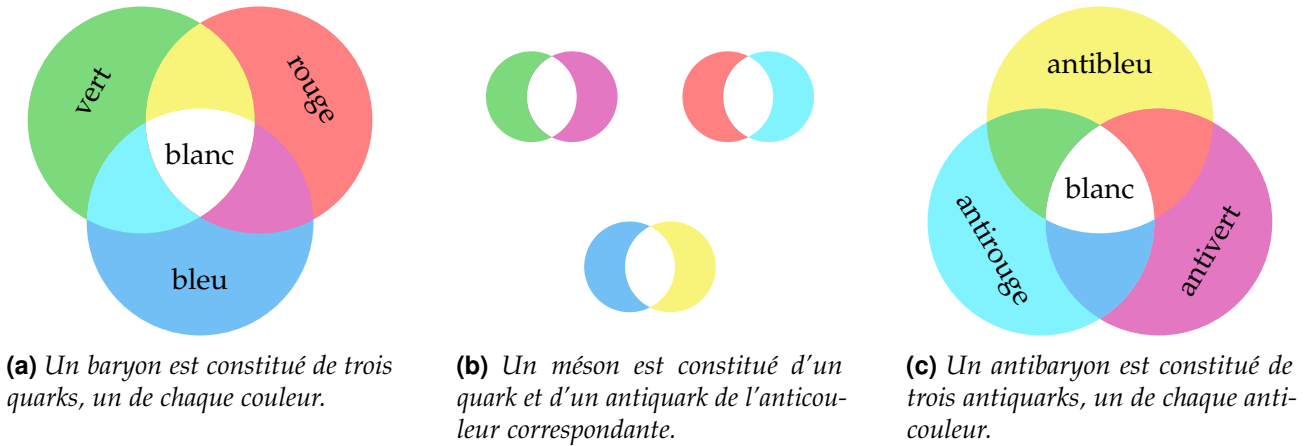 vert
rouge
blanc
bleu
antibleu
blanc
antirouge
antivert
(a) Un baryon est constitué de trois
quarks, un de chaque couleur.
(b) Un méson est constitué d'un
quark et d'un antiquark de l'anticou-
leur correspondante.
(c) Un antibaryon est constitué de
trois antiquarks, un de chaque anti-
couleur.